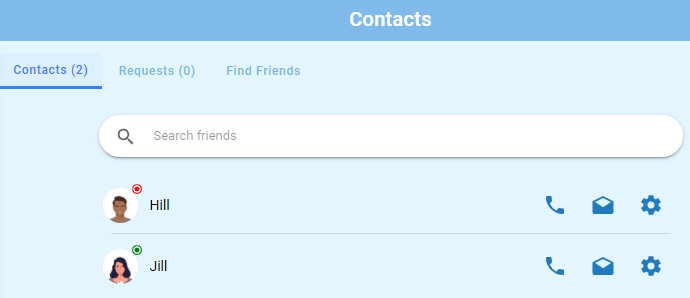 Contacts
Contacts (2) Requests (0) Find Friends
Search friends
Hill
Jill